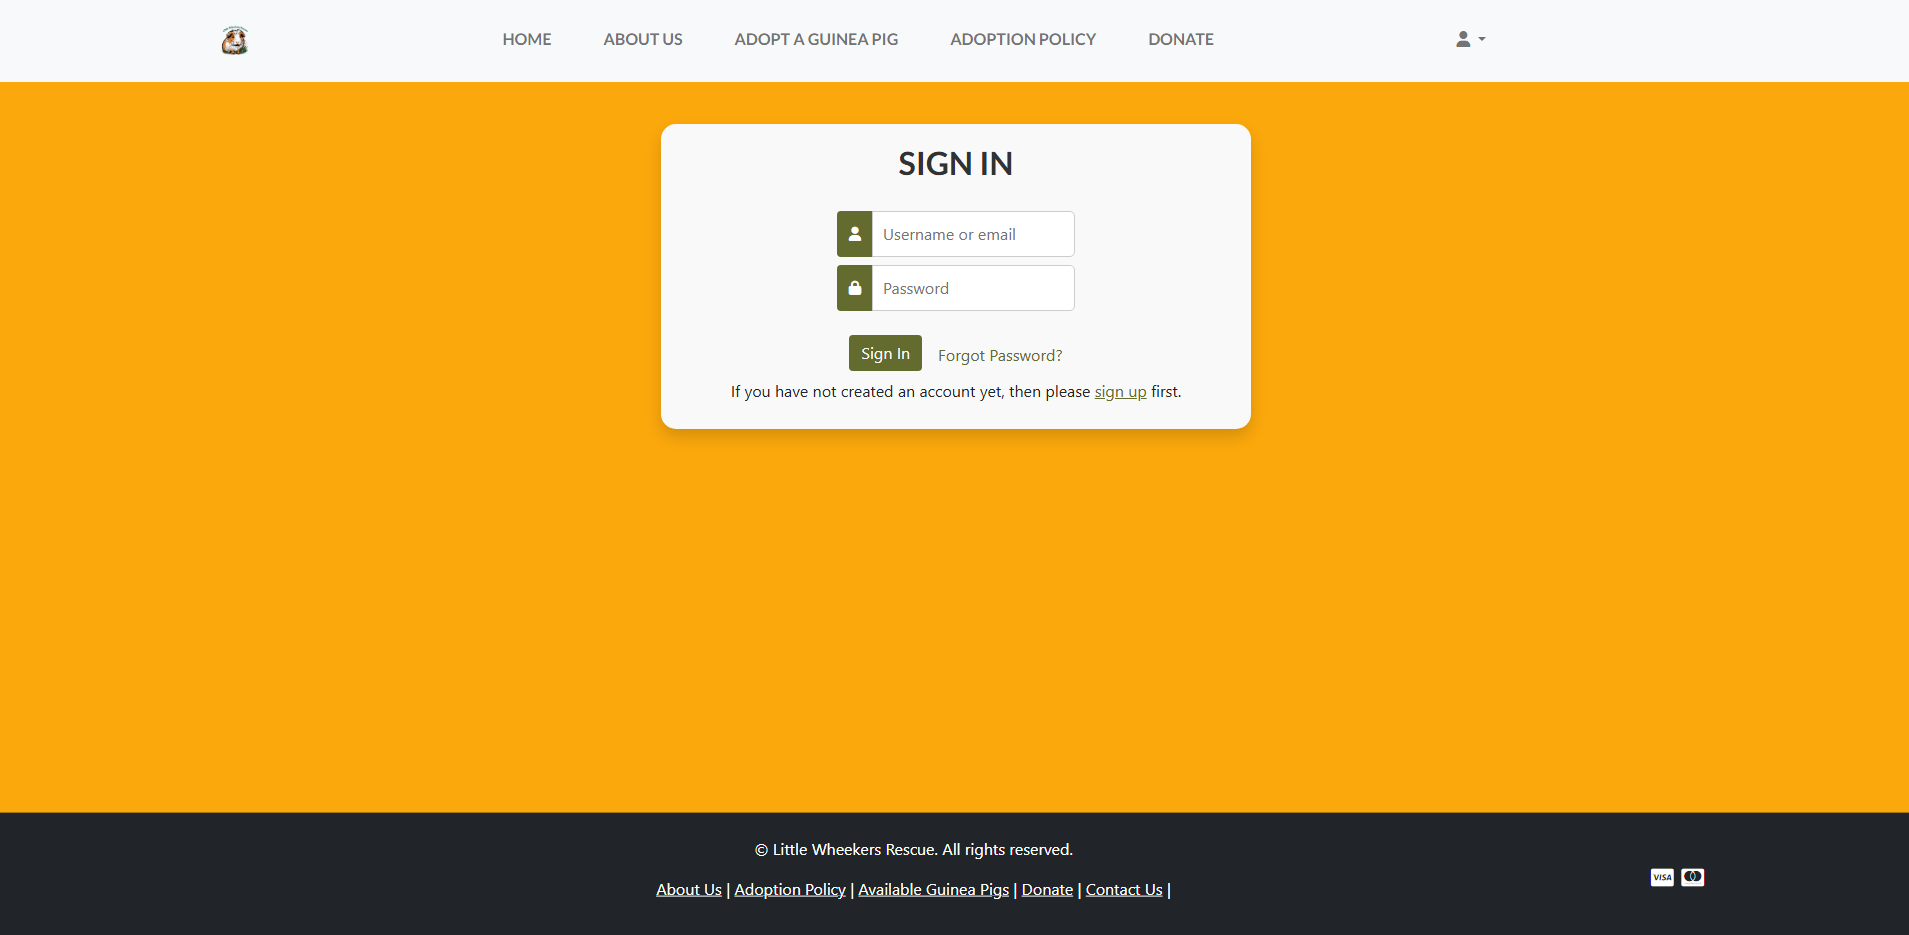 HOME ABOUT US ADOPT A GUINEA PIG ADOPTION POLICY DONATE
SIGN IN
Username or email
Password
Sign In Forgot Password?
If you have not created an account yet, then please sign up first.
© Little Wheekers Rescue. All rights reserved.
About Us | Adoption Policy | Available Guinea Pigs | Donate | Contact Us |
VISA